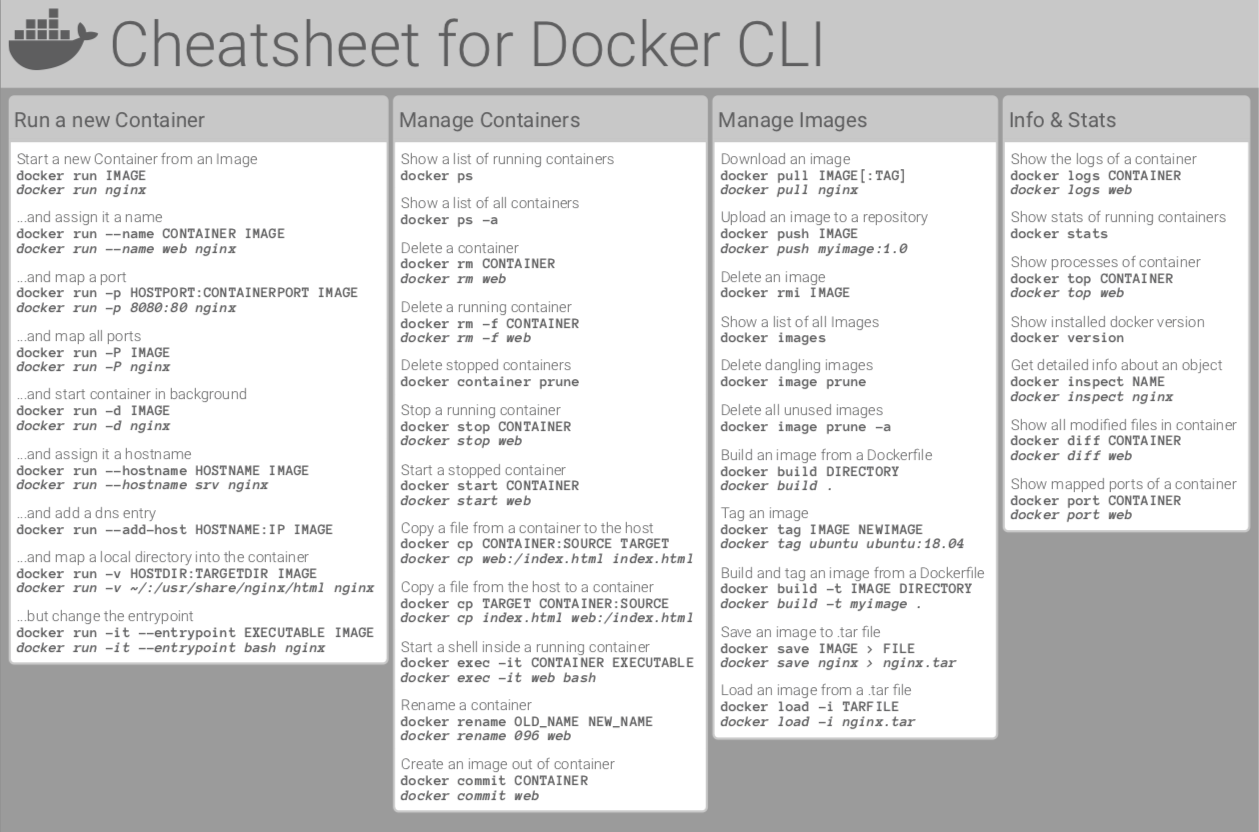 Cheatsheet for Docker CLI
Run a new Container
Start a new Container from an Image
docker run IMAGE
docker run nginx
...and assign it a name
docker run --name CONTAINER IMAGE
docker run --name web nginx
...and map a port
docker run -p HOSTPORT:CONTAINERPORT IMAGE
docker run -p 8080:80 nginx
...and map all ports
docker run -P IMAGE
docker run -P nginx
...and start container in background
docker run -d IMAGE
docker run -d nginx
...and assign it a hostname
docker run --hostname HOSTNAME IMAGE
docker run --hostname srv nginx
...and add a dns entry
docker run --add-host HOSTNAME:IP IMAGE
...and map a local directory into the container
docker run -v HOSTDIR:TARGETDIR IMAGE
docker run -v ~/:/usr/share/nginx/html nginx
...but change the entrypoint
docker run -it --entrypoint EXECUTABLE IMAGE
docker run -it --entrypoint bash nginx
Manage Containers
Show a list of running containers
docker ps
Show a list of all containers
docker ps -a
Delete a container
docker rm CONTAINER
docker rm web
Delete a running container
docker rm -f CONTAINER
docker rm -f web
Delete stopped containers
docker container prune
Stop a running container
docker stop CONTAINER
docker stop web
Start a stopped container
docker start CONTAINER
docker start web
Copy a file from a container to the host
docker cp CONTAINER:SOURCE TARGET
docker cp web:/index.html index.html
Copy a file from the host to a container
docker cp TARGET CONTAINER:SOURCE
docker cp index.html web:/index.html
Start a shell inside a running container
docker exec -it CONTAINER EXECUTABLE
docker exec -it web bash
Rename a container
docker rename OLD_NAME NEW_NAME
docker rename 096 web
Create an image out of container
docker commit CONTAINER
docker commit web
Manage Images
Download an image
docker pull IMAGE[:TAG]
docker pull nginx
Upload an image to a repository
docker push IMAGE
docker push myimage:1.0
Delete an image
docker rmi IMAGE
Show a list of all Images
docker images
Delete dangling images
docker image prune
Delete all unused images
docker image prune -a
Build an image from a Dockerfile
docker build DIRECTORY
docker build .
Tag an image
docker tag IMAGE NEWIMAGE
docker tag ubuntu ubuntu:18.04
Build and tag an image from a Dockerfile
docker build -t IMAGE DIRECTORY
docker build -t myimage .
Save an image to .tar file
docker save IMAGE > FILE
docker save nginx > nginx.tar
Load an image from a .tar file
docker load -i TARFILE
docker load -i nginx.tar
Info & Stats
Show the logs of a container
docker logs CONTAINER
docker logs web
Show stats of running containers
docker stats
Show processes of container
docker top CONTAINER
docker top web
Show installed docker version
docker version
Get detailed info about an object
docker inspect NAME
docker inspect nginx
Show all modified files in container
docker diff CONTAINER
docker diff web
Show mapped ports of a container
docker port CONTAINER
docker port web